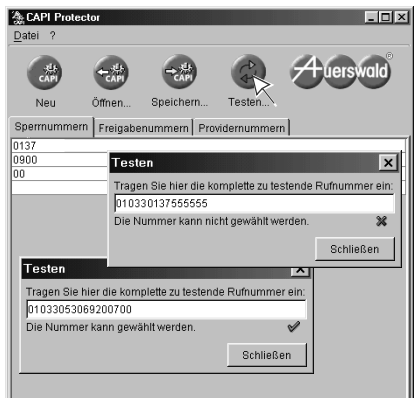 CAPI Protector
Datei ?
CAPI CAPI CAPI Auerswald®
Neu Öffnen... Speichern... Testen...
Sperrnummern Freigabenummern Providernummern
0137
0900
00
Testen
Tragen Sie hier die komplette zu testende Rufnummer ein:
010330137555555
Die Nummer kann nicht gewählt werden.
Schließen
Testen
Tragen Sie hier die komplette zu testende Rufnummer ein:
01033053069200700
Die Nummer kann gewählt werden.
Schließen